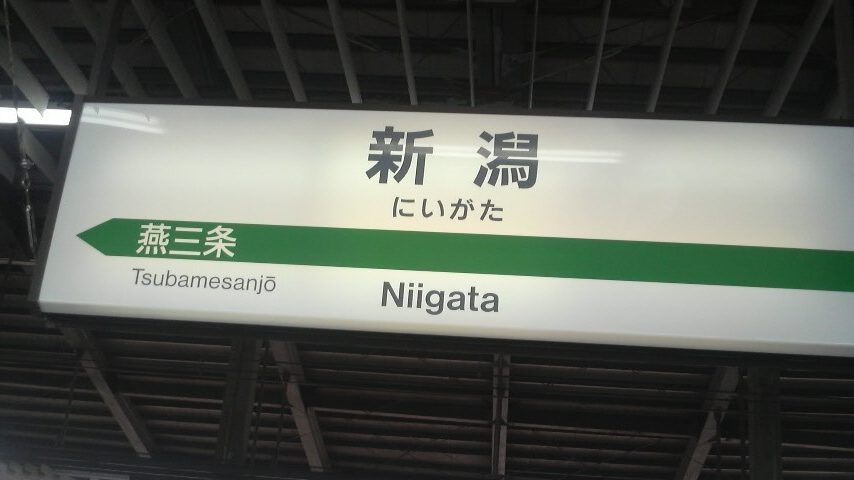 新潟
にいがた
燕三条
Tsubamesanjō
Niigata